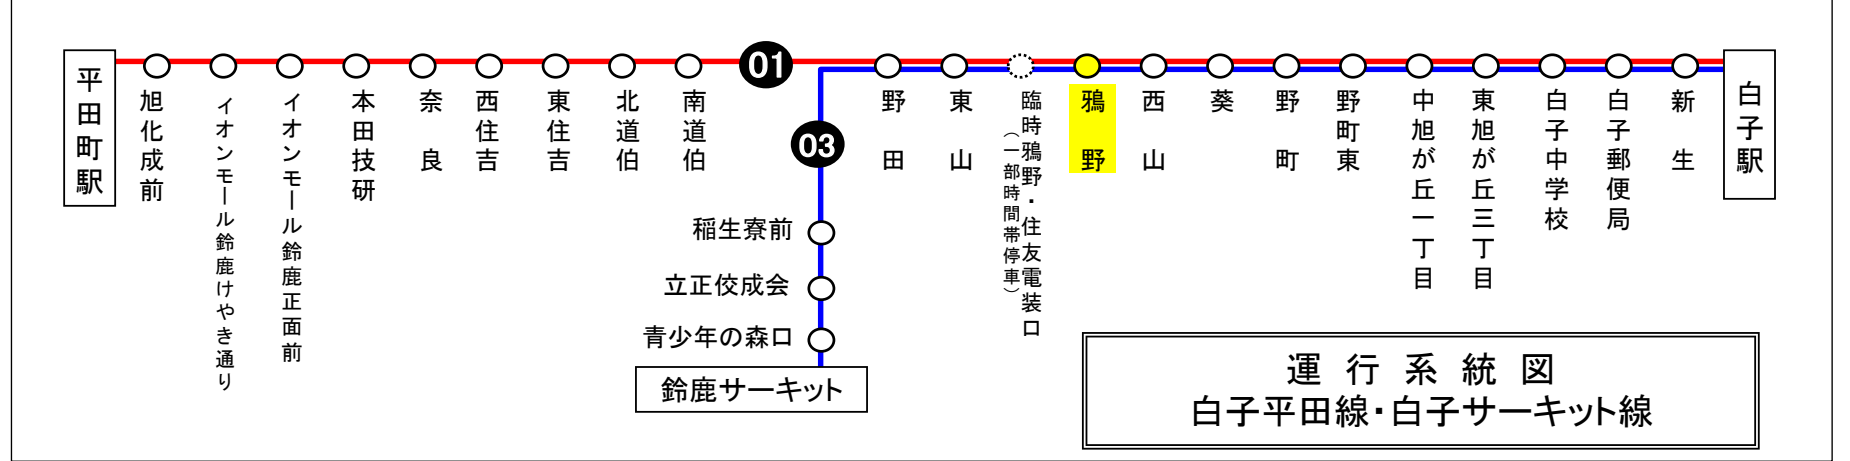 平田町駅
旭化成前
イオンモール鈴鹿けやき通り
イオンモール鈴鹿正面前
本田技研
奈良
西住吉
東住吉
北道伯
南道伯
01
03
野田
東山
臨時鴉野・住友電装口
(一部時間帯停車)
鴉野
西山
葵
野町
野町東
中旭が丘一丁目
東旭が丘三丁目
白子中学校
白子郵便局
新生
白子駅
稲生寮前
立正佼成会
青少年の森口
鈴鹿サーキット
運行系統図
白子平田線・白子サーキット線